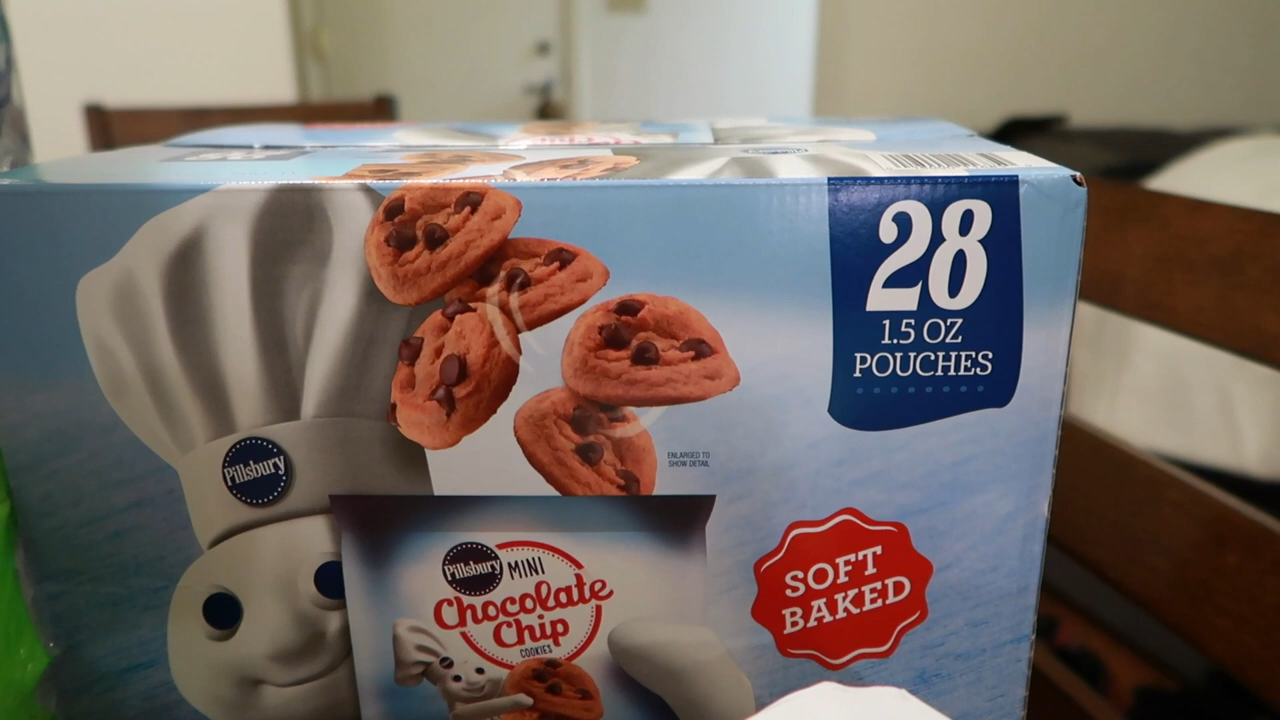 28
1.5 OZ
POUCHES
Pillsbury
ENLARGED TO
SHOW DETAIL
Pillsbury MINI
Chocolate
Chip
COOKIES
SOFT
BAKED